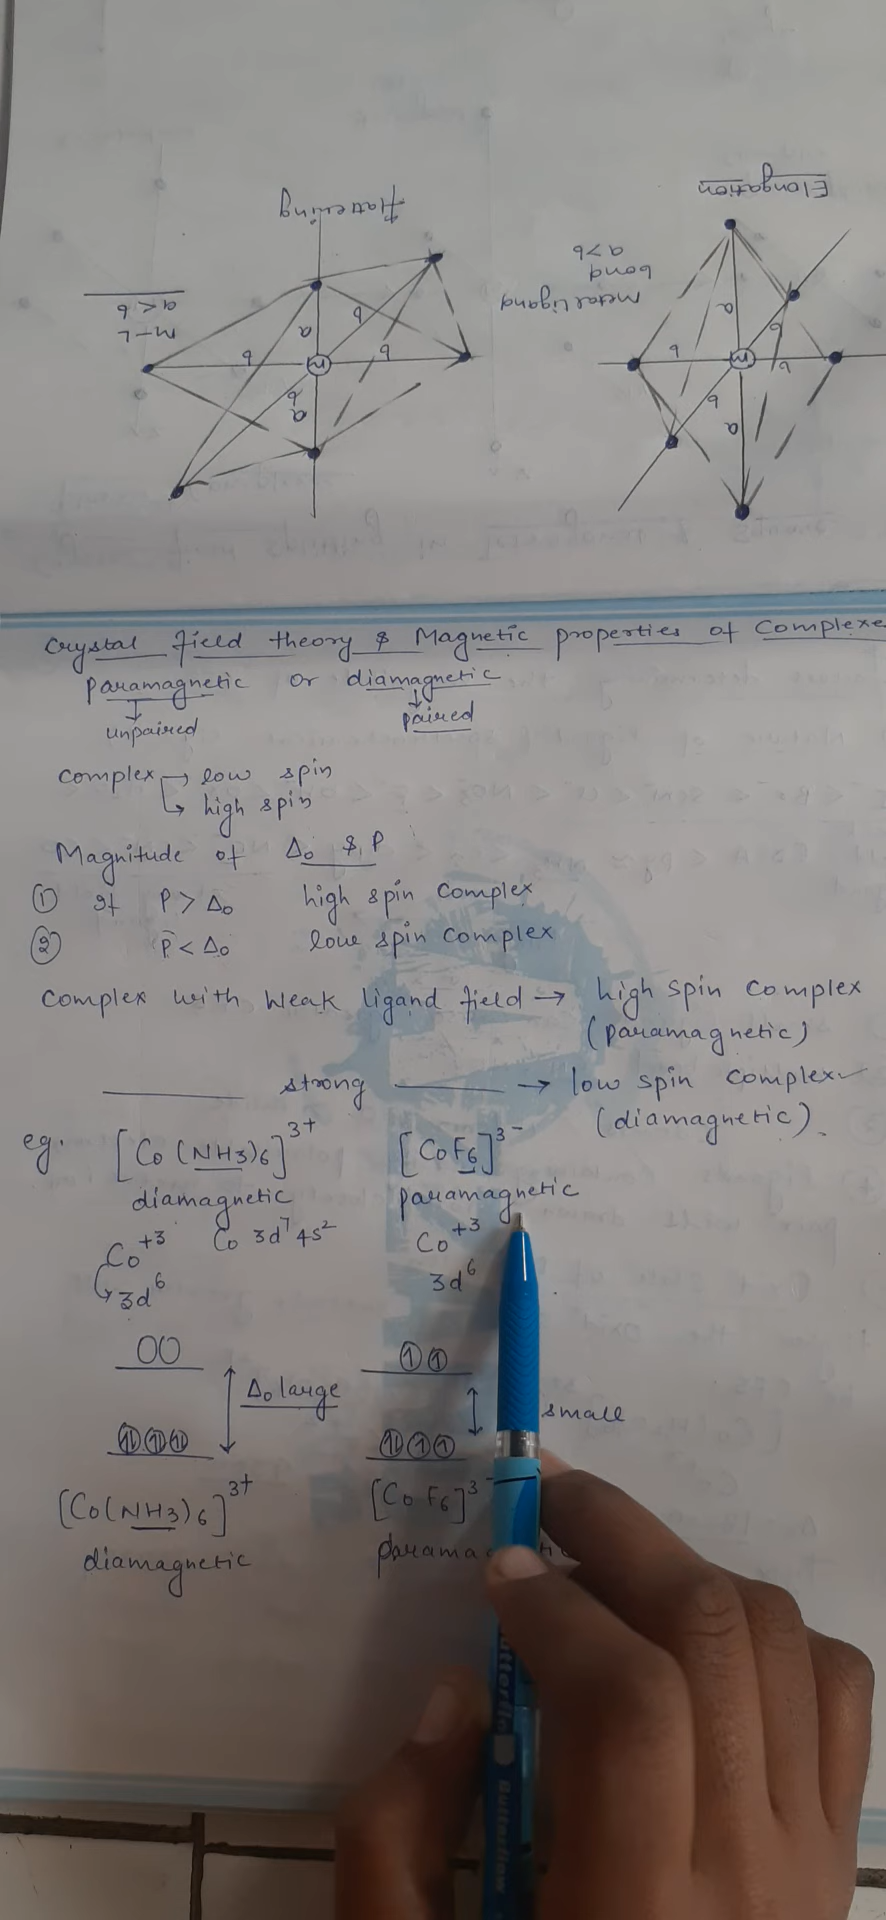 Elongation
Flattening
Metal ligand
bond
a>b
M-L
a<b
a
b
b
b
a
b
M
a
b
b
b
M
b
a
Crystal field theory & Magnetic properties of Complexe
paramagnetic or diamagnetic
unpaired
paired
Complex → low spin
↳ high spin
Magnitude of Δo & P
① If P > Δo high spin complex
② P < Δo low spin complex
Complex with weak ligand field → high spin complex
(paramagnetic)
strong → low spin complex
(diamagnetic).
eg. [Co(NH3)6]3+ [CoF6]3-
diamagnetic paramagnetic
Co+3 Co 3d7 4s2 Co+3
↳ 3d6 3d6
Δo large
small
[Co(NH3)6]3+ [CoF6]3-
diamagnetic
Butterflow